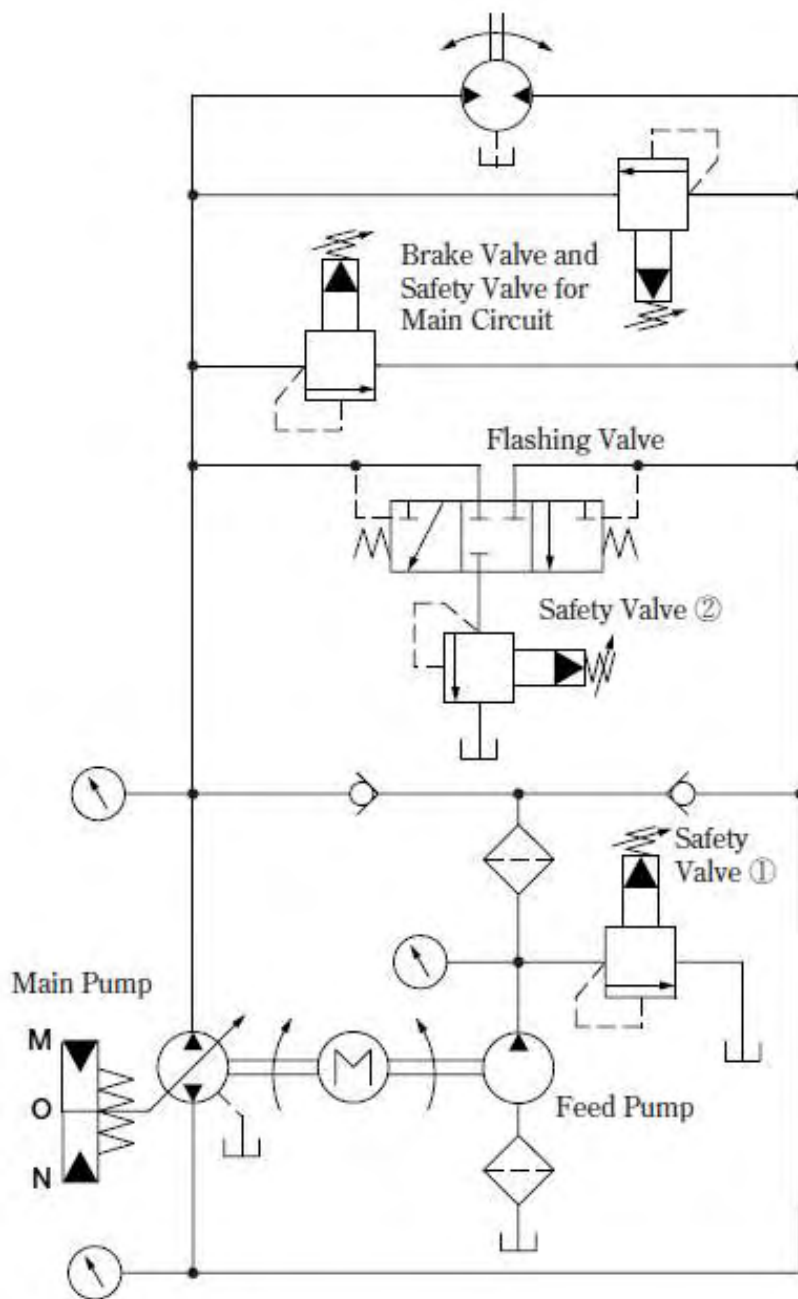 Brake Valve and
Safety Valve for
Main Circuit
Flashing Valve
Safety Valve ②
Safety
Valve ①
Main Pump
M
O
N
M
Feed Pump